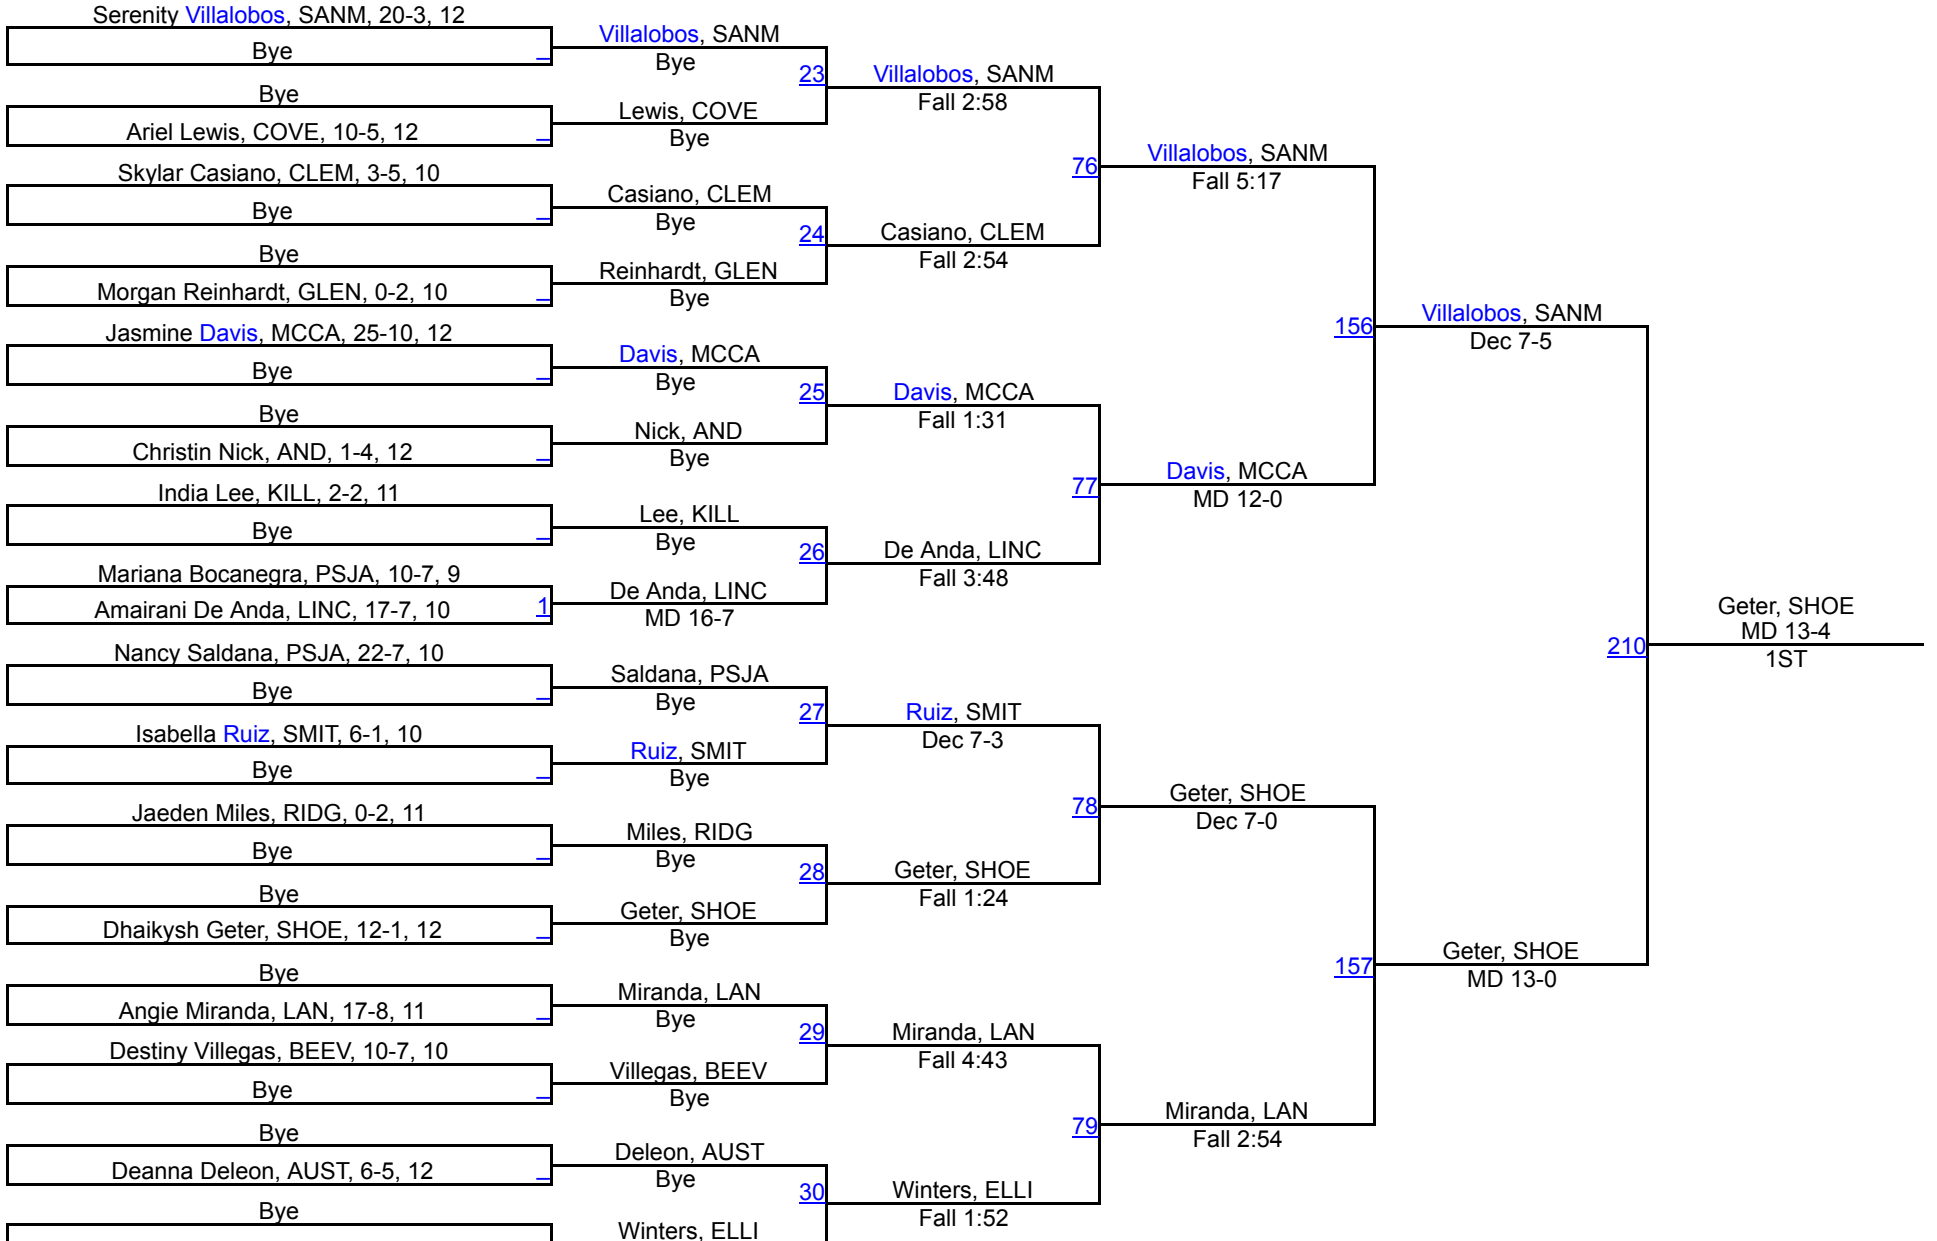 Serenity Villalobos, SANM, 20-3, 12
Bye
Bye
Ariel Lewis, COVE, 10-5, 12
Skylar Casiano, CLEM, 3-5, 10
Bye
Bye
Morgan Reinhardt, GLEN, 0-2, 10
Jasmine Davis, MCCA, 25-10, 12
Bye
Bye
Christin Nick, AND, 1-4, 12
India Lee, KILL, 2-2, 11
Bye
Mariana Bocanegra, PSJA, 10-7, 9
Amairani De Anda, LINC, 17-7, 10
1
Nancy Saldana, PSJA, 22-7, 10
Bye
Isabella Ruiz, SMIT, 6-1, 10
Bye
Jaeden Miles, RIDG, 0-2, 11
Bye
Bye
Dhaikysh Geter, SHOE, 12-1, 12
Bye
Angie Miranda, LAN, 17-8, 11
Destiny Villegas, BEEV, 10-7, 10
Bye
Bye
Deanna Deleon, AUST, 6-5, 12
Bye
Villalobos, SANM
Bye
23
Lewis, COVE
Bye
Casiano, CLEM
Bye
24
Reinhardt, GLEN
Bye
Davis, MCCA
Bye
25
Nick, AND
Bye
Lee, KILL
Bye
26
De Anda, LINC
MD 16-7
Saldana, PSJA
Bye
27
Ruiz, SMIT
Bye
Miles, RIDG
Bye
28
Geter, SHOE
Bye
Miranda, LAN
Bye
29
Villegas, BEEV
Bye
Deleon, AUST
Bye
30
Winters, ELLI
Villalobos, SANM
Fall 2:58
76
Casiano, CLEM
Fall 2:54
Davis, MCCA
Fall 1:31
77
De Anda, LINC
Fall 3:48
Ruiz, SMIT
Dec 7-3
78
Geter, SHOE
Fall 1:24
Miranda, LAN
Fall 4:43
79
Winters, ELLI
Fall 1:52
Villalobos, SANM
Fall 5:17
156
Davis, MCCA
MD 12-0
Geter, SHOE
Dec 7-0
157
Miranda, LAN
Fall 2:54
Villalobos, SANM
Dec 7-5
210
Geter, SHOE
MD 13-0
Geter, SHOE
MD 13-4
1ST